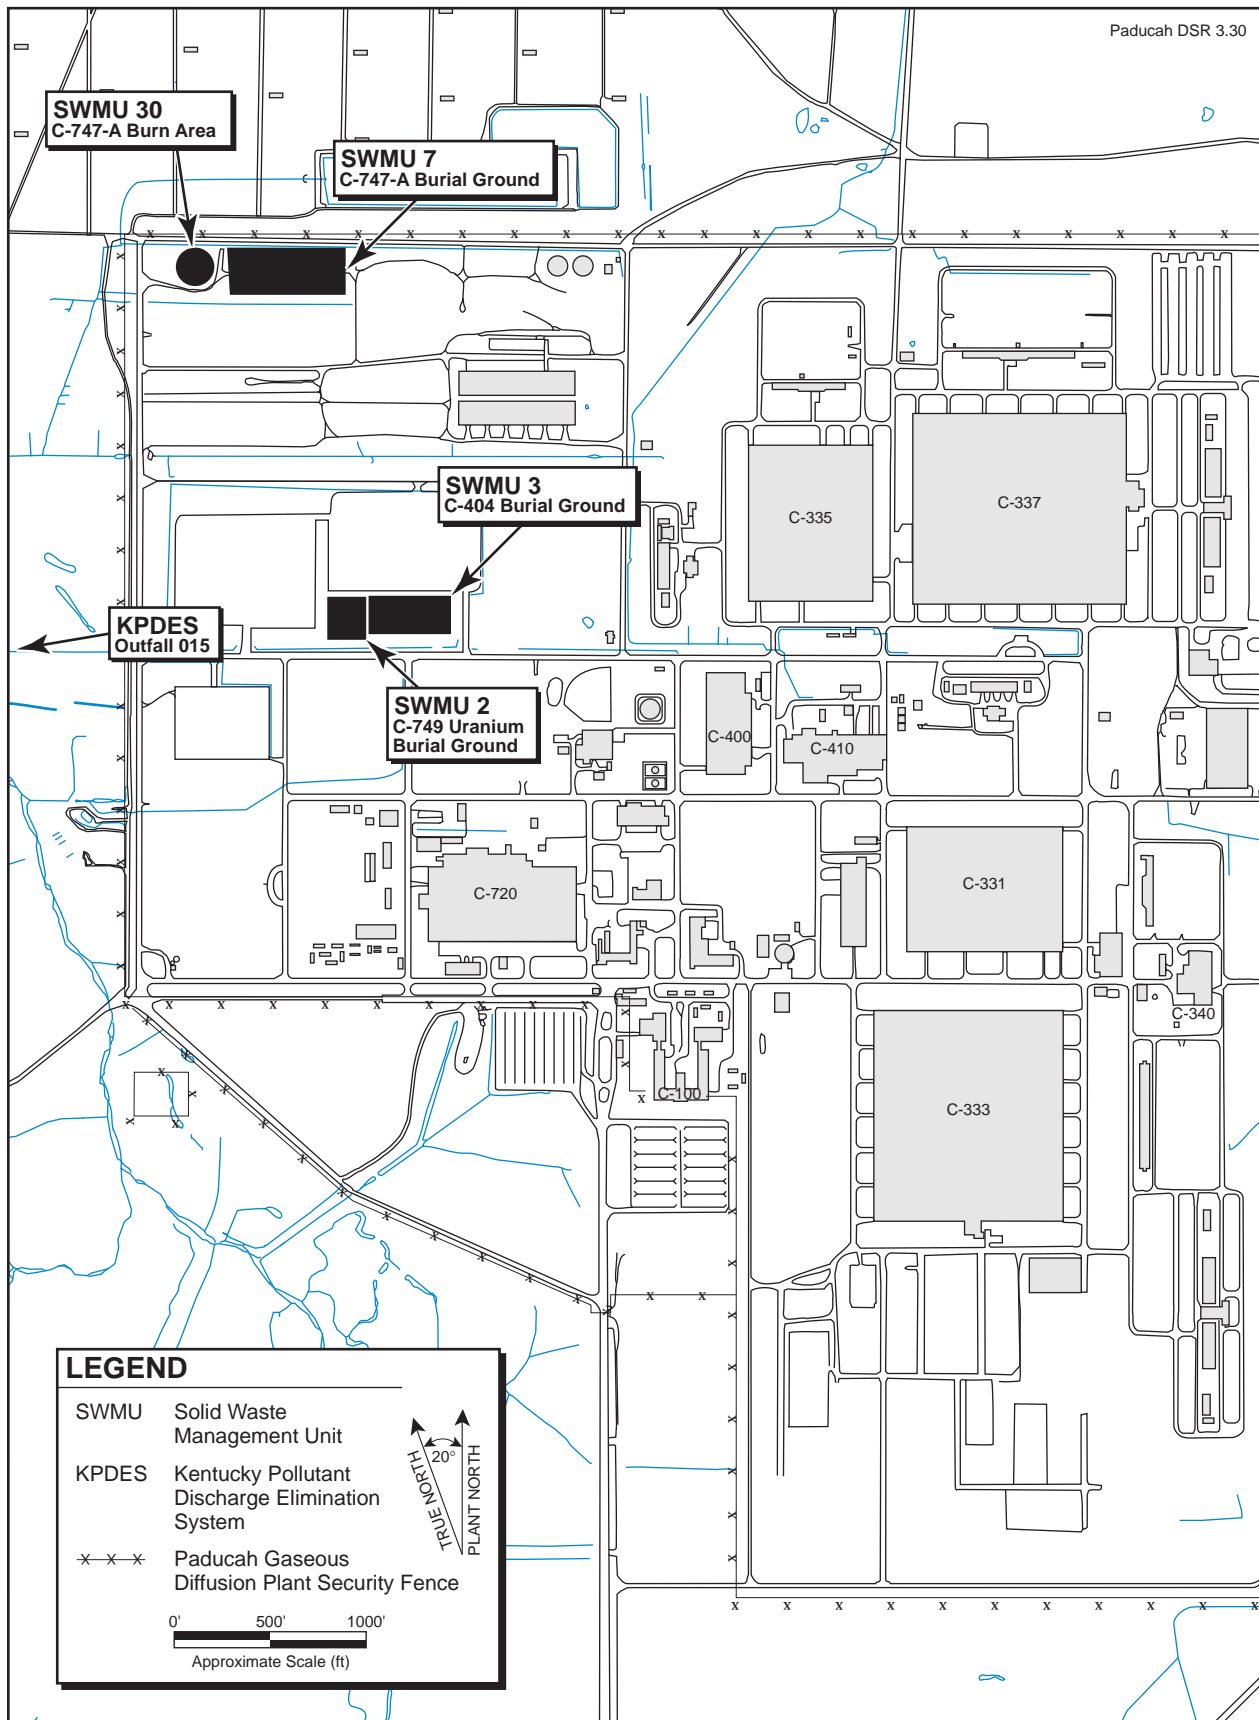 Paducah DSR 3.30
SWMU 30
C-747-A Burn Area
SWMU 7
C-747-A Burial Ground
SWMU 3
C-404 Burial Ground
C-335
C-337
KPDES
Outfall 015
SWMU 2
C-749 Uranium
Burial Ground
C-400
C-410
C-720
C-331
C-340
C-100
C-333
LEGEND
SWMU Solid Waste
Management Unit
KPDES Kentucky Pollutant
Discharge Elimination
System
x x x Paducah Gaseous
Diffusion Plant Security Fence
20°
TRUE NORTH
PLANT NORTH
0' 500' 1000'
Approximate Scale (ft)